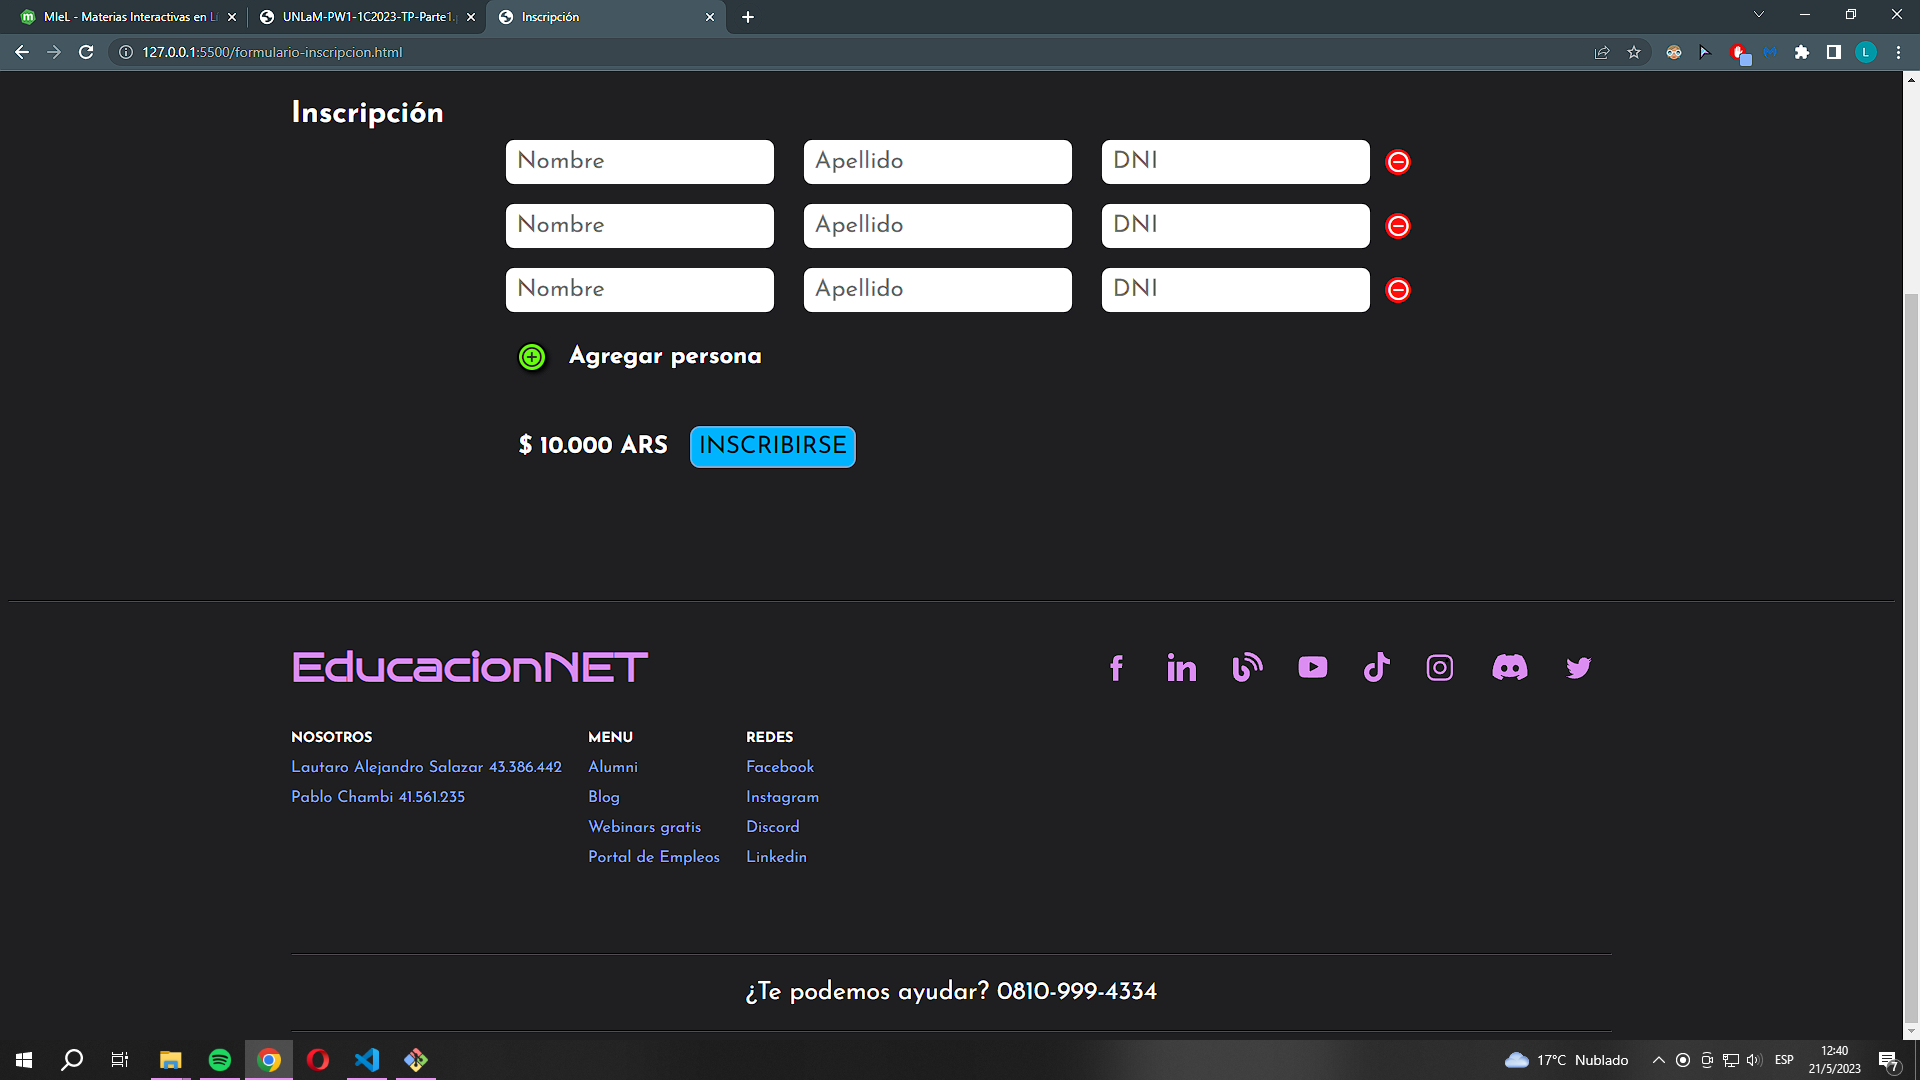 MIeL - Materias Interactivas en Lí
UNLaM-PW1-1C2023-TP-Parte1.
Inscripción
127.0.0.1:5500/formulario-inscripcion.html
L
Inscripción
Nombre Apellido DNI
Nombre Apellido DNI
Nombre Apellido DNI
Agregar persona
$ 10.000 ARS INSCRIBIRSE
EducacionNET
NOSOTROS MENU REDES
Lautaro Alejandro Salazar 43.386.442 Alumni Facebook
Pablo Chambi 41.561.235 Blog Instagram
Webinars gratis Discord
Portal de Empleos Linkedin
¿Te podemos ayudar? 0810-999-4334
17°C Nublado ESP 12:40
21/5/2023 7